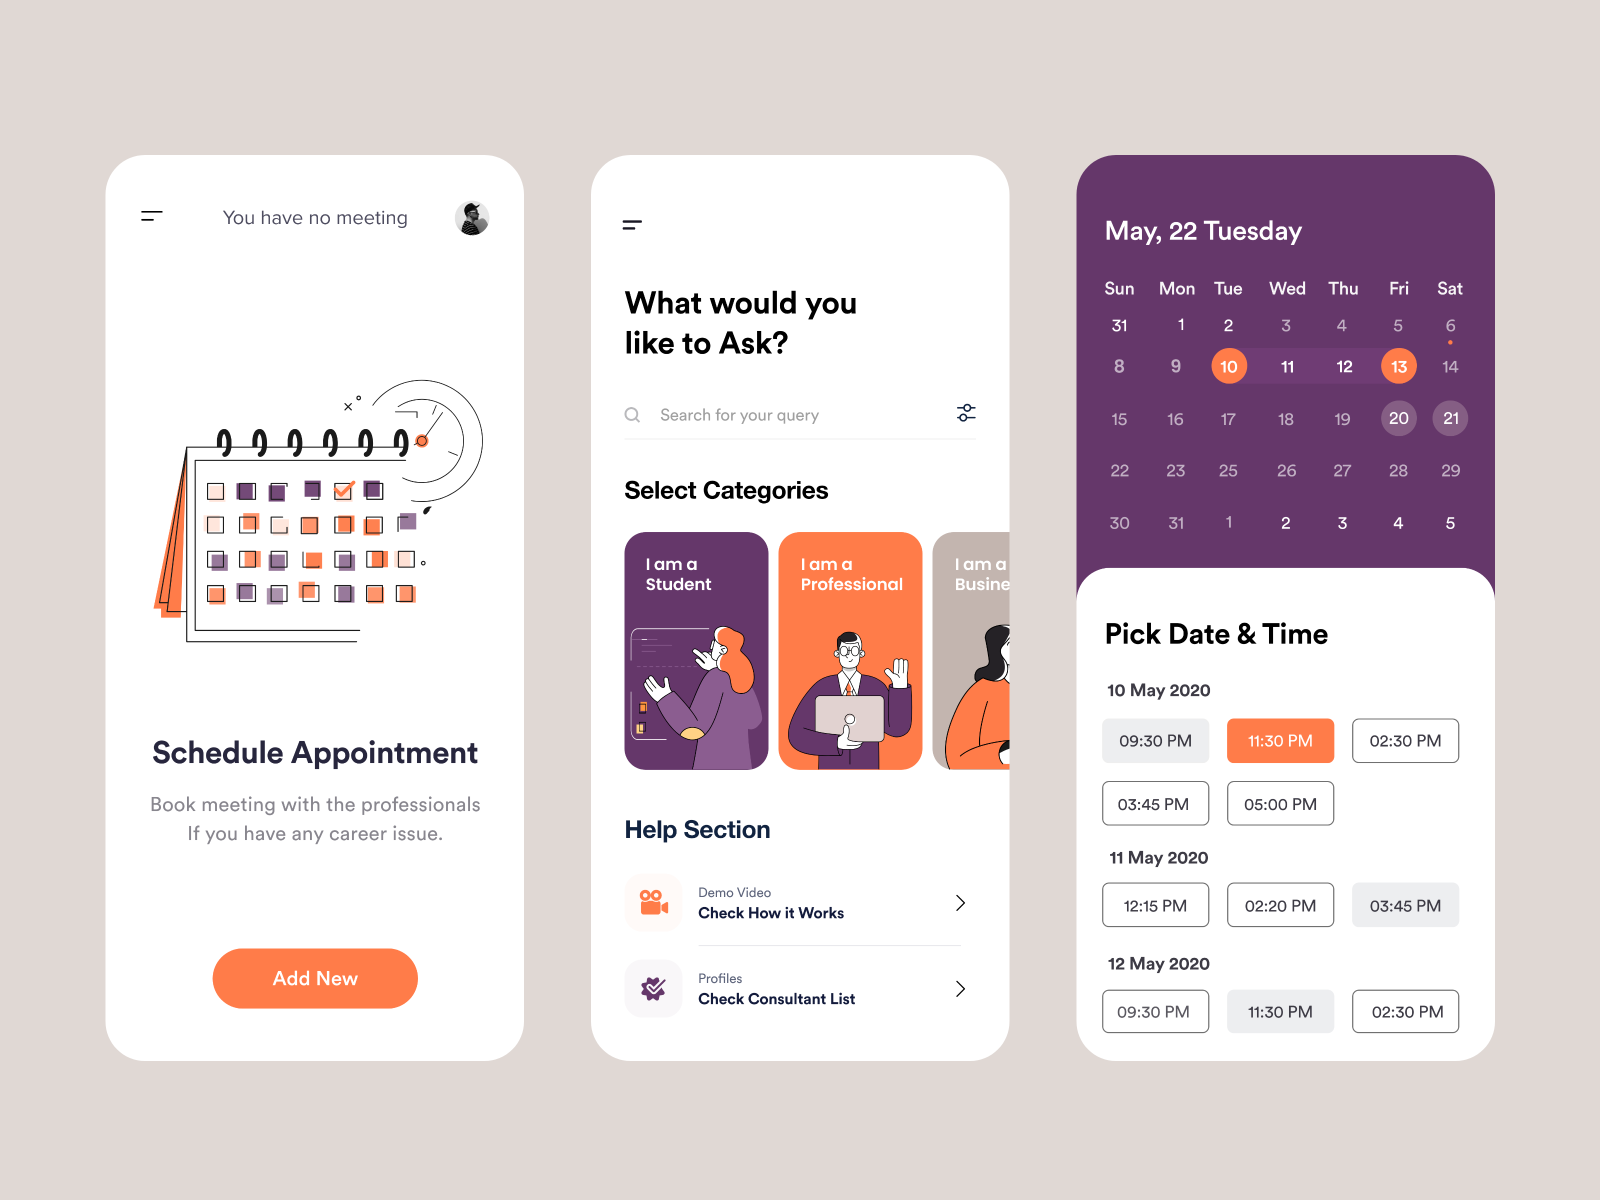 You have no meeting
Schedule Appointment
Book meeting with the professionals
If you have any career issue.
Add New
What would you
like to Ask?
Search for your query
Select Categories
I am a
Student
I am a
Professional
I am a
Busine
Help Section
Demo Video
Check How it Works
Profiles
Check Consultant List
May, 22 Tuesday
Sun Mon Tue Wed Thu Fri Sat
31 1 2 3 4 5 6
8 9 10 11 12 13 14
15 16 17 18 19 20 21
22 23 25 26 27 28 29
30 31 1 2 3 4 5
Pick Date & Time
10 May 2020
09:30 PM 11:30 PM 02:30 PM
03:45 PM 05:00 PM
11 May 2020
12:15 PM 02:20 PM 03:45 PM
12 May 2020
09:30 PM 11:30 PM 02:30 PM